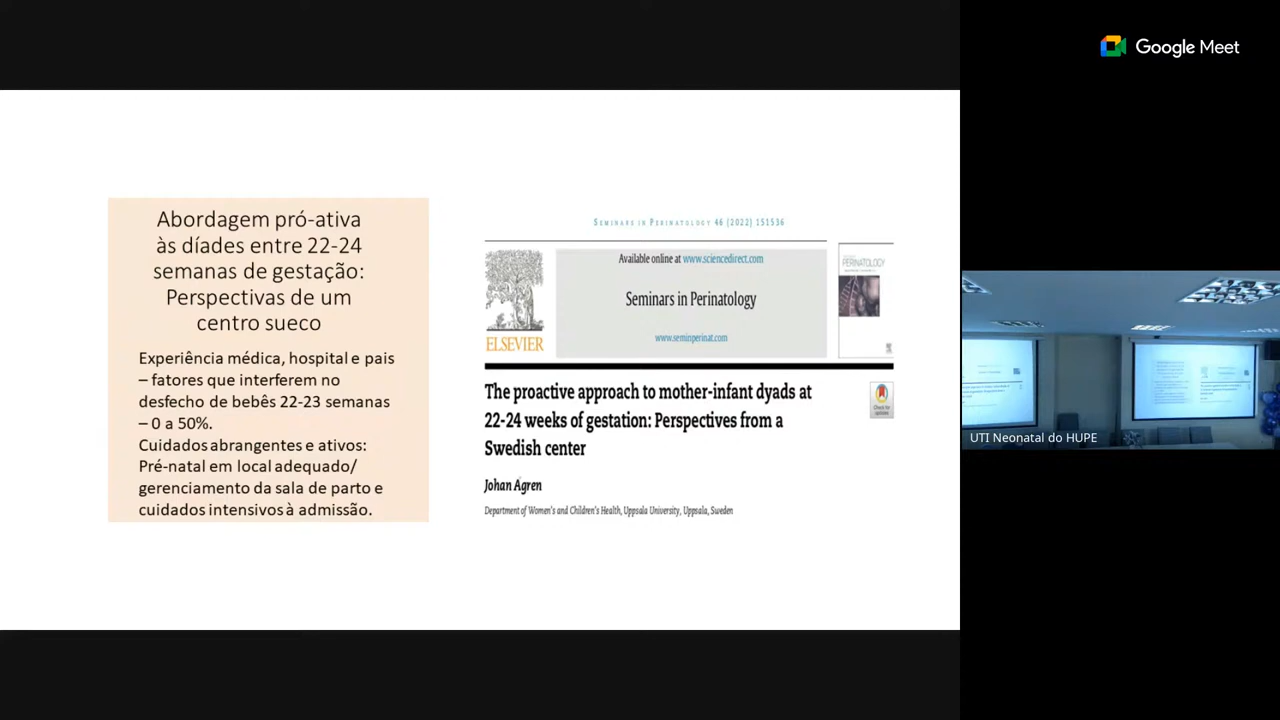 Google Meet
Abordagem pró-ativa
às díades entre 22-24
semanas de gestação:
Perspectivas de um
centro sueco
Experiência médica, hospital e pais
– fatores que interferem no
desfecho de bebês 22-23 semanas
– 0 a 50%.
Cuidados abrangentes e ativos:
Pré-natal em local adequado/
gerenciamento da sala de parto e
cuidados intensivos à admissão.
SEMINARS IN PERINATOLOGY 46 (2022) 151536
Available online at www.sciencedirect.com
Seminars in Perinatology
www.seminperinat.com
ELSEVIER
PERINATOLOGY
The proactive approach to mother-infant dyads at
22-24 weeks of gestation: Perspectives from a
Swedish center
Check for
updates
Johan Agren
Department of Women's and Children's Health, Uppsala University, Uppsala, Sweden
UTI Neonatal do HUPE